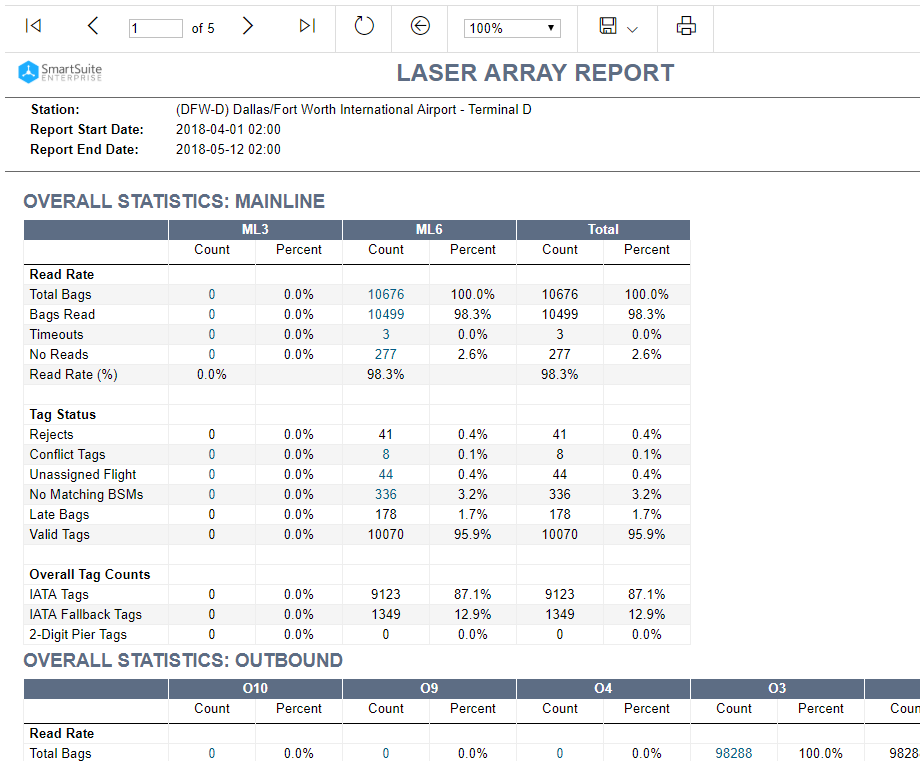 1 of 5 100%
SmartSuite
ENTERPRISE
LASER ARRAY REPORT
Station: (DFW-D) Dallas/Fort Worth International Airport - Terminal D
Report Start Date: 2018-04-01 02:00
Report End Date: 2018-05-12 02:00
OVERALL STATISTICS: MAINLINE
ML3 ML6 Total
Count Percent Count Percent Count Percent
Read Rate
Total Bags 0 0.0% 10676 100.0% 10676 100.0%
Bags Read 0 0.0% 10499 98.3% 10499 98.3%
Timeouts 0 0.0% 3 0.0% 3 0.0%
No Reads 0 0.0% 277 2.6% 277 2.6%
Read Rate (%) 0.0% 98.3% 98.3%
Tag Status
Rejects 0 0.0% 41 0.4% 41 0.4%
Conflict Tags 0 0.0% 8 0.1% 8 0.1%
Unassigned Flight 0 0.0% 44 0.4% 44 0.4%
No Matching BSMs 0 0.0% 336 3.2% 336 3.2%
Late Bags 0 0.0% 178 1.7% 178 1.7%
Valid Tags 0 0.0% 10070 95.9% 10070 95.9%
Overall Tag Counts
IATA Tags 0 0.0% 9123 87.1% 9123 87.1%
IATA Fallback Tags 0 0.0% 1349 12.9% 1349 12.9%
2-Digit Pier Tags 0 0.0% 0 0.0% 0 0.0%
OVERALL STATISTICS: OUTBOUND
O10 O9 O4 O3
Count Percent Count Percent Count Percent Count Percent Coun
Read Rate
Total Bags 0 0.0% 0 0.0% 0 0.0% 98288 100.0% 9828